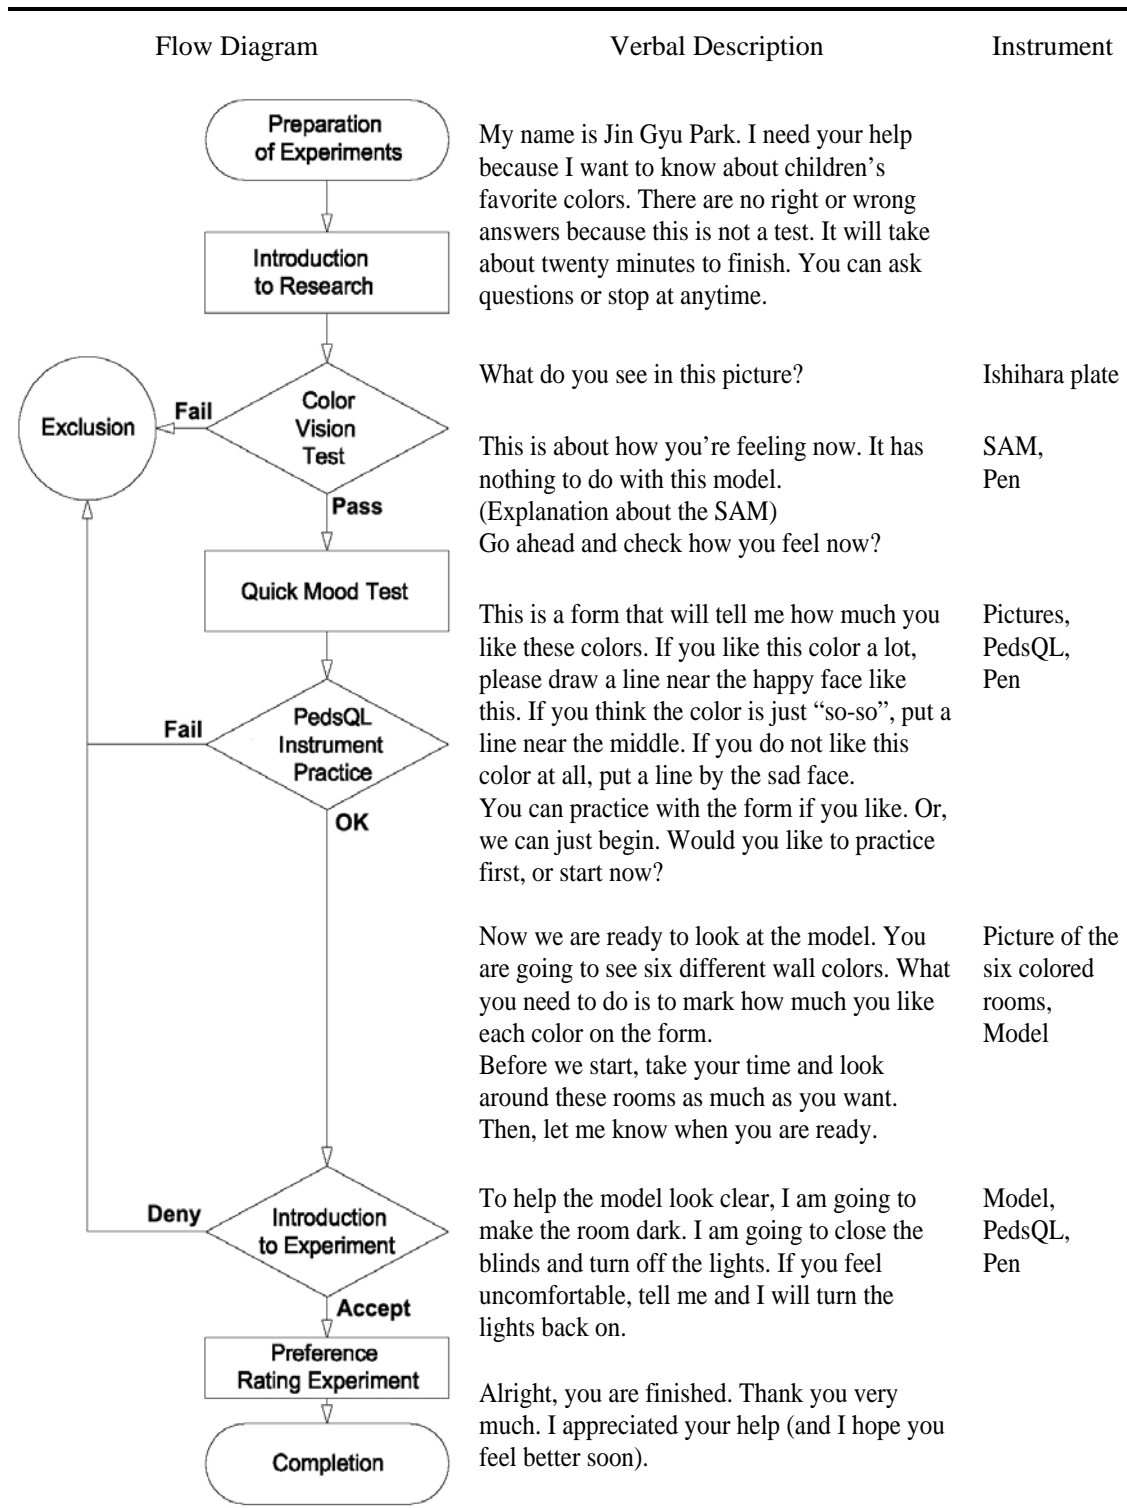 Flow Diagram
Verbal Description
Instrument
Preparation
of Experiments
My name is Jin Gyu Park. I need your help
because I want to know about children’s
favorite colors. There are no right or wrong
answers because this is not a test. It will take
about twenty minutes to finish. You can ask
questions or stop at anytime.
Introduction
to Research
What do you see in this picture?
Ishihara plate
Exclusion
Fail
Color
Vision
Test
Pass
This is about how you’re feeling now. It has
nothing to do with this model.
(Explanation about the SAM)
Go ahead and check how you feel now?
SAM,
Pen
Quick Mood Test
This is a form that will tell me how much you
like these colors. If you like this color a lot,
please draw a line near the happy face like
this. If you think the color is just “so-so”, put a
line near the middle. If you do not like this
color at all, put a line by the sad face.
You can practice with the form if you like. Or,
we can just begin. Would you like to practice
first, or start now?
Pictures,
PedsQL,
Pen
Fail
PedsQL
Instrument
Practice
OK
Now we are ready to look at the model. You
are going to see six different wall colors. What
you need to do is to mark how much you like
each color on the form.
Before we start, take your time and look
around these rooms as much as you want.
Then, let me know when you are ready.
Picture of the
six colored
rooms,
Model
Deny
Introduction
to Experiment
Accept
To help the model look clear, I am going to
make the room dark. I am going to close the
blinds and turn off the lights. If you feel
uncomfortable, tell me and I will turn the
lights back on.
Model,
PedsQL,
Pen
Preference
Rating Experiment
Alright, you are finished. Thank you very
much. I appreciated your help (and I hope you
feel better soon).
Completion